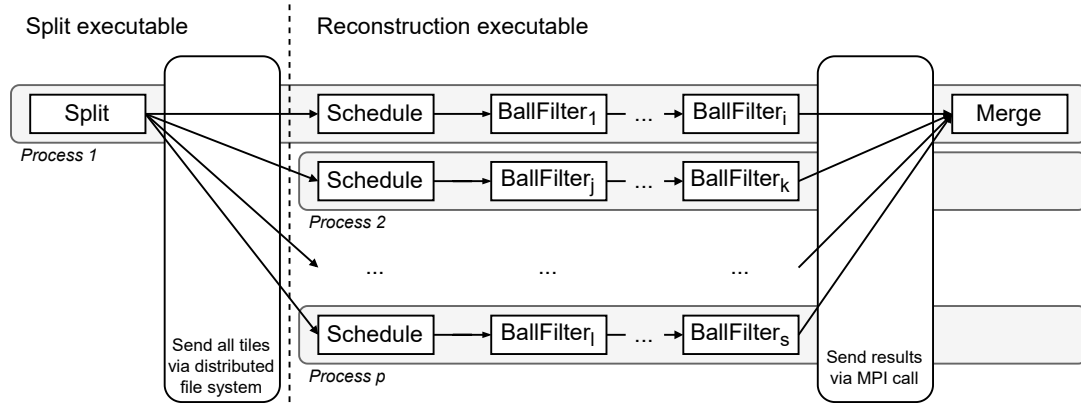 Split executable
Reconstruction executable
Split
Schedule
BallFilter₁
...
BallFilterᵢ
Merge
Process 1
Schedule
BallFilterⱼ
...
BallFilterₖ
Process 2
...
...
...
Schedule
BallFilterₗ
...
BallFilterₛ
Process p
Send all tiles
via distributed
file system
Send results
via MPI call